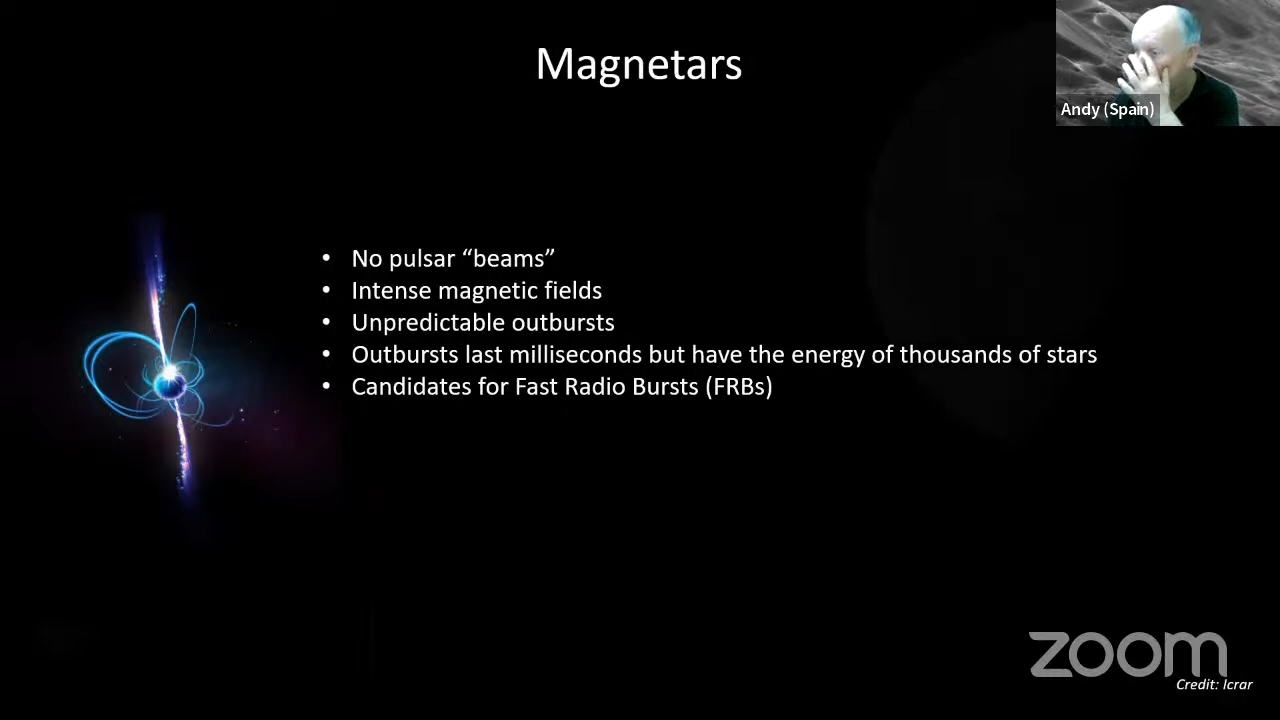 Magnetars
Andy (Spain)
• No pulsar “beams”
• Intense magnetic fields
• Unpredictable outbursts
• Outbursts last milliseconds but have the energy of thousands of stars
• Candidates for Fast Radio Bursts (FRBs)
zoom
Credit: Icrar